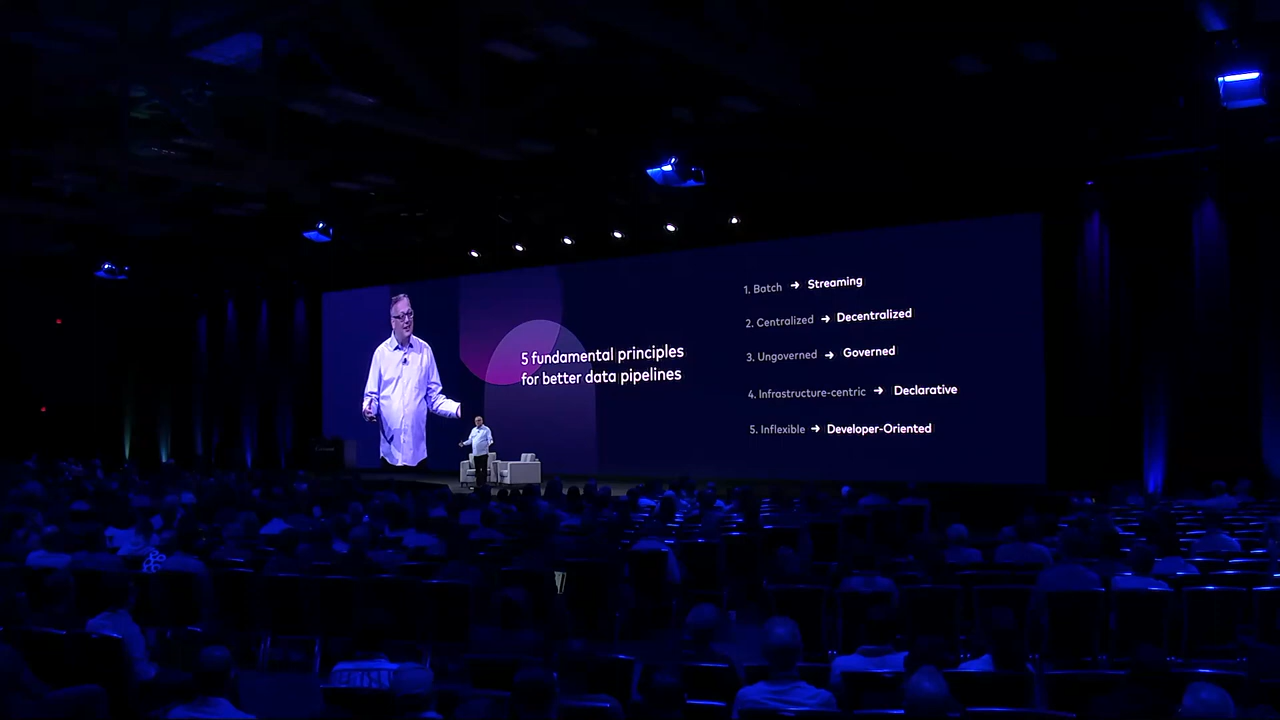 5 fundamental principles
for better data pipelines
1. Batch → Streaming
2. Centralized → Decentralized
3. Ungoverned → Governed
4. Infrastructure-centric → Declarative
5. Inflexible → Developer-Oriented